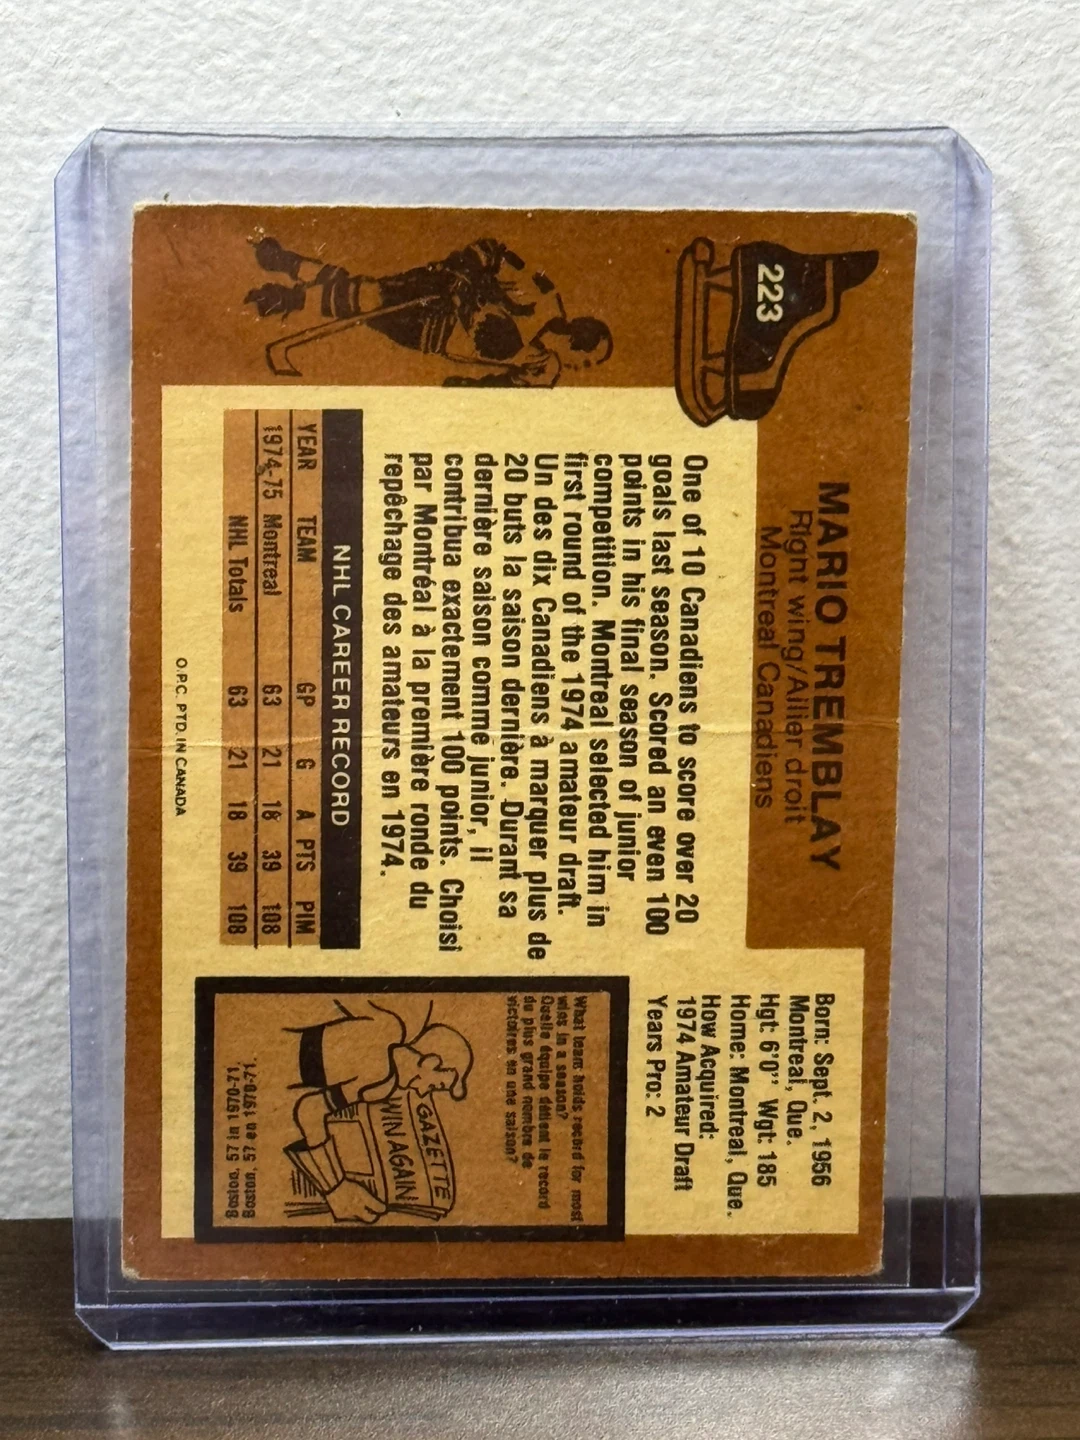 223
MARIO TREMBLAY
Right wing/Ailier droit
Montreal Canadiens
One of 10 Canadiens to score over 20
goals last season. Scored an even 100
points in his final season of junior
competition. Montreal selected him in
first round of the 1974 amateur draft.
Un des dix Canadiens à marquer plus de
20 buts la saison dernière. Durant sa
dernière saison comme junior, il
contribua exactement 100 points. Choisi
par Montréal à la première ronde du
repêchage des amateurs en 1974.
NHL CAREER RECORD
YEAR TEAM GP G A PTS PIM
1974-75 Montreal 63 21 18 39 108
NHL Totals 63 21 18 39 108
O.P.C. PTD. IN CANADA
Born: Sept. 2, 1956
Montreal, Que.
Hgt: 6'0" Wgt: 185
Home: Montreal, Que.
How Acquired:
1974 Amateur Draft
Years Pro: 2
What team holds record for most
wins in a season?
Quelle équipe détient le record
du plus grand nombre de
victoires en une saison?
GAZETTE
WIN AGAIN
Boston, 57 in 1970-71.
Boston, 57 en 1970-71.